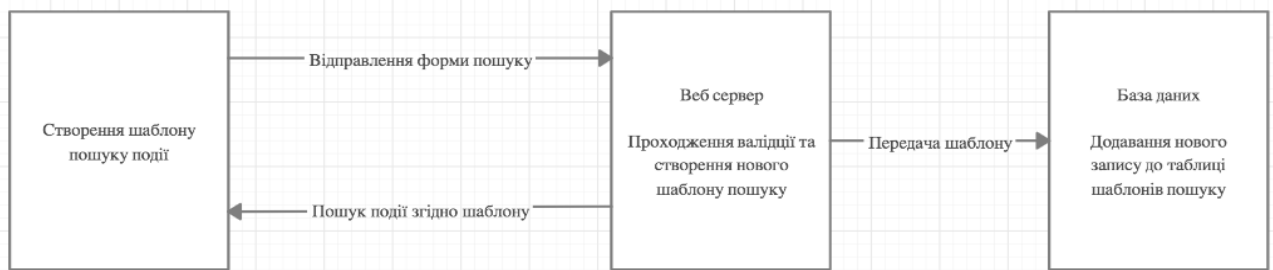 Створення шаблону
пошуку події
Відправлення форми пошуку
Пошук події згідно шаблону
Веб сервер
Проходження валідції та
створення нового
шаблону пошуку
Передача шаблону
База даних
Додавання нового
запису до таблиці
шаблонів пошуку